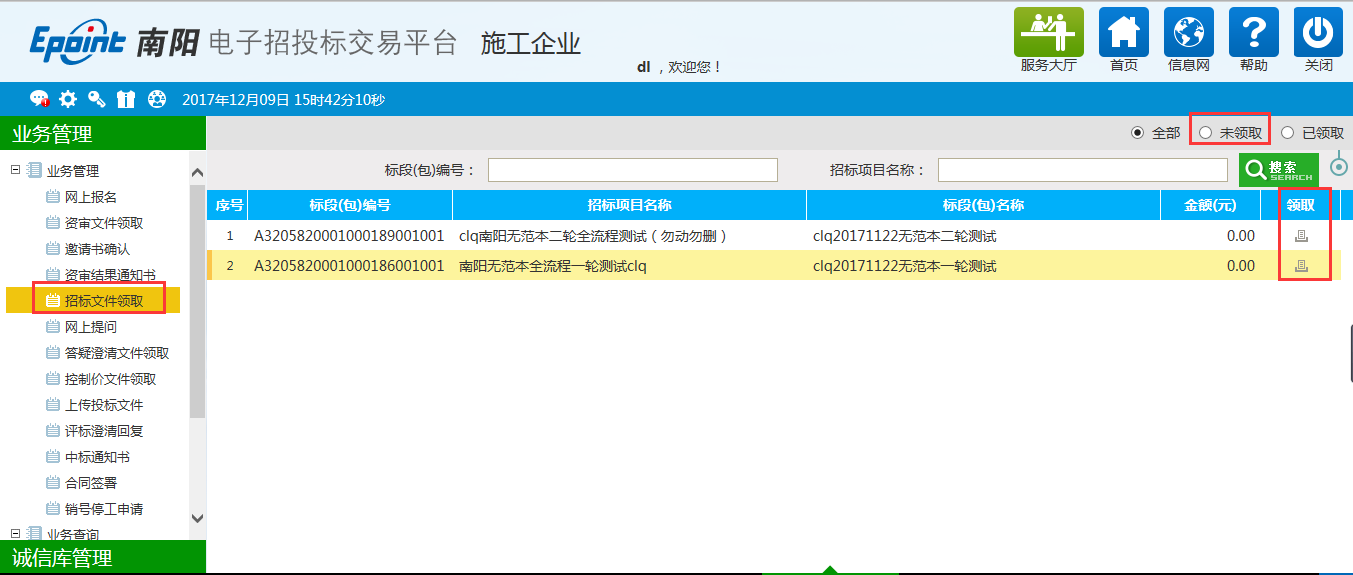 Epoint 南阳 电子招投标交易平台 施工企业
dl ，欢迎您！
服务大厅 首页 信息网 帮助 关闭
2017年12月09日 15时42分10秒
业务管理
全部 未领取 已领取
标段(包)编号： 招标项目名称： 搜索 SEARCH
业务管理
网上报名
资审文件领取
邀请书确认
资审结果通知书
招标文件领取
网上提问
答疑澄清文件领取
控制价文件领取
上传投标文件
评标澄清回复
中标通知书
合同签署
销号停工申请
业务查询
诚信库管理
序号 标段(包)编号 招标项目名称 标段(包)名称 金额(元) 领取
1 A3205820001000189001001 clq南阳无范本二轮全流程测试（勿动勿删） clq20171122无范本二轮测试 0.00
2 A3205820001000186001001 南阳无范本全流程一轮测试clq clq20171122无范本一轮测试 0.00